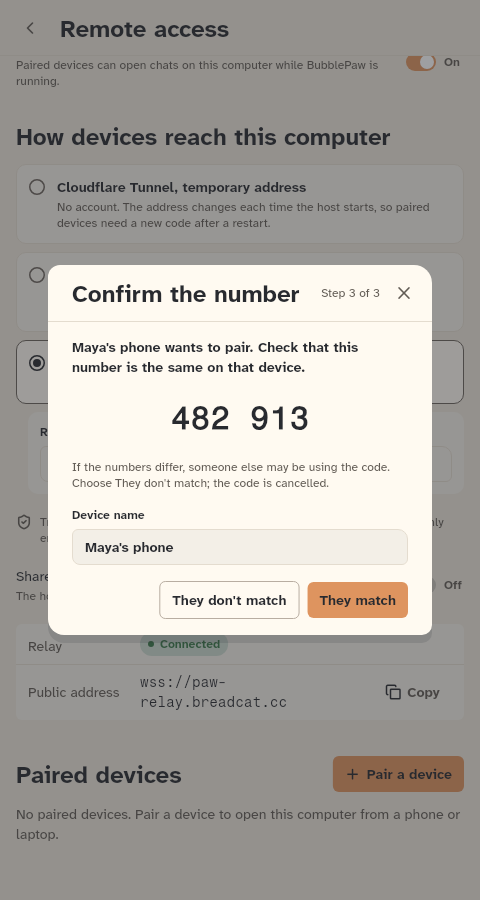 Remote access
Paired devices can open chats on this computer while BubblePaw is
running.
On
How devices reach this computer
Cloudflare Tunnel, temporary address
No account. The address changes each time the host starts, so paired
devices need a new code after a restart.
Confirm the number
Step 3 of 3
Maya's phone wants to pair. Check that this
number is the same on that device.
482 913
If the numbers differ, someone else may be using the code.
Choose They don't match; the code is cancelled.
Device name
Maya's phone
They don't match
They match
Share
Off
Relay
Connected
Public address
wss://paw-
relay.breadcat.cc
Copy
Paired devices
Pair a device
No paired devices. Pair a device to open this computer from a phone or
laptop.